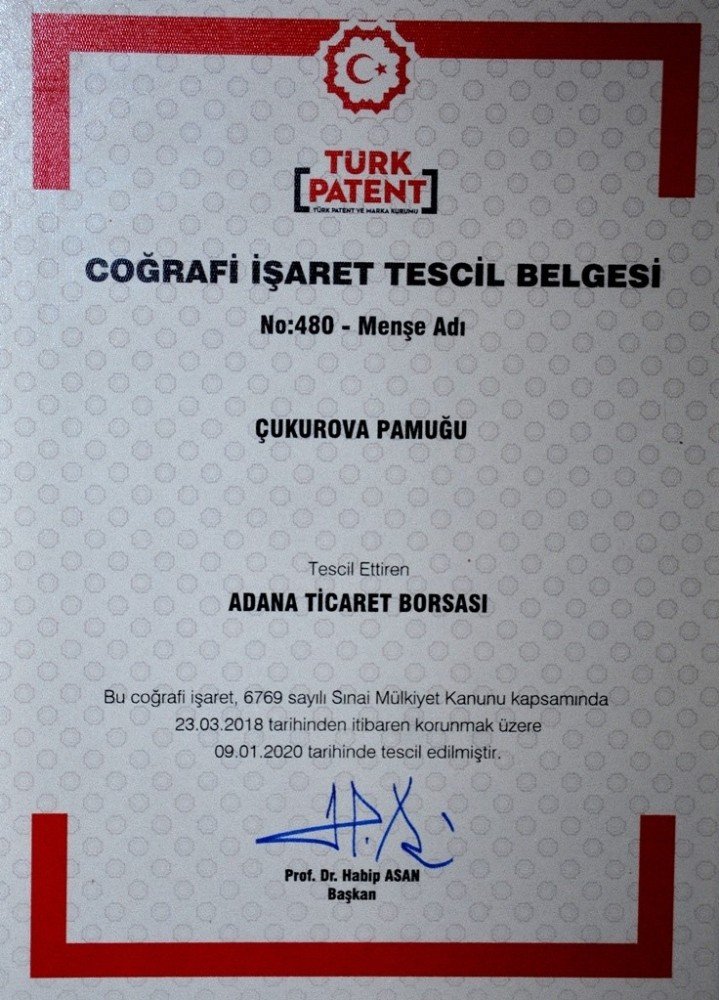 TÜRK
PATENT
TÜRK PATENT VE MARKA KURUMU
COĞRAFİ İŞARET TESCİL BELGESİ
No:480 - Menşe Adı
ÇUKUROVA PAMUĞU
Tescil Ettiren
ADANA TİCARET BORSASI
Bu coğrafi işaret, 6769 sayılı Sınai Mülkiyet Kanunu kapsamında
23.03.2018 tarihinden itibaren korunmak üzere
09.01.2020 tarihinde tescil edilmiştir.
Prof. Dr. Habip ASAN
Başkan